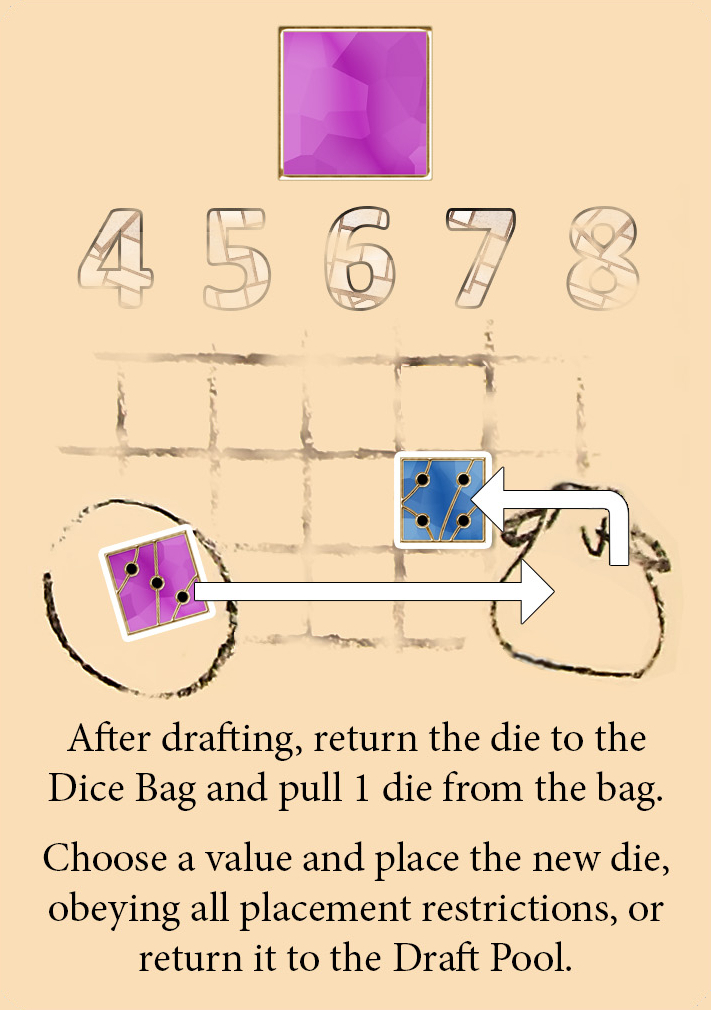 4 5 6 7 8
After drafting, return the die to the
Dice Bag and pull 1 die from the bag.
Choose a value and place the new die,
obeying all placement restrictions, or
return it to the Draft Pool.